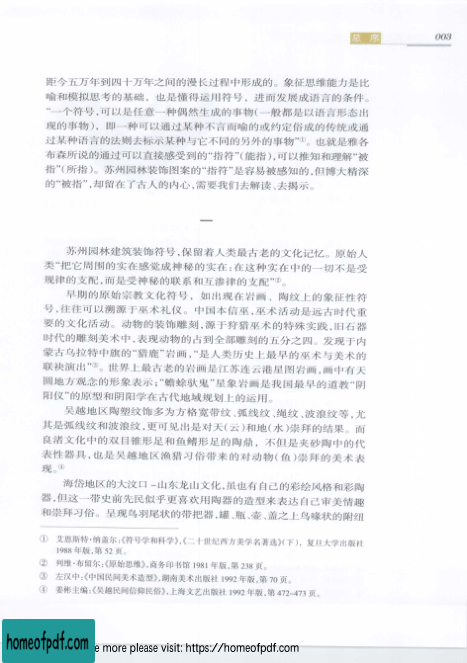 总 序 003
距今五万年到四十万年之间的漫长过程中形成的。象征思维能力是比
喻和模拟思考的基础，也是懂得运用符号，进而发展成语言的条件。
“一个符号，可以是任意一种偶然生成的事物(一般都是以语言形态出
现的事物)，即一种可以通过某种不言而喻的或约定俗成的传统或通
过某种语言的法则去标示某种与它不同的另外的事物”①。也就是雅各
布森所说的通过可以直接感受到的“指符”(能指)，可以推知和理解“被
指”(所指)。苏州园林装饰图案的“指符”是容易被感知的，但博大精深
的“被指”，却留在了古人的内心，需要我们去解读、去揭示。
一
苏州园林建筑装饰符号，保留着人类最古老的文化记忆。原始人
类“把它周围的实在感觉成神秘的实在：在这种实在中的一切不是受
规律的支配，而是受神秘的联系和互渗律的支配”②。
早期的原始宗教文化符号，如出现在岩画、陶纹上的象征性符
号，往往可以溯源于巫术礼仪。中国本信巫，巫术活动是远古时代重
要的文化活动。动物的装饰雕刻，源于狩猎巫术的特殊实践，旧石器
时代的雕刻美术中，表现动物的占到全部雕刻的五分之四。发现于内
蒙古乌拉特中旗的“猎鹿”岩画，“是人类历史上最早的巫术与美术的
联袂演出”③。世界上最古老的岩画是江苏连云港星图岩画，画中有天
圆地方观念的形象表示；“蟾蜍驮鬼”星象岩画是我国最早的道教“阴
阳仪”的原型和阴阳学在古代地域规划上的运用。
吴越地区陶塑纹饰多为方格宽带纹、弧线纹、绳纹、波浪纹等，尤
其是弧线纹和波浪纹，更可见出是对天(云)和地(水)崇拜的结果。而
良渚文化中的双目锥形足和鱼鳍形足的陶鼎，不但是夹砂陶中的代
表性器具，也是吴越地区渔猎习俗带来的对动物(鱼)崇拜的美术表
现。④
海岱地区的大汶口－山东龙山文化，虽也有自己的彩绘风格和彩陶
器，但这一带史前先民似乎更喜欢用陶器的造型来表达自己审美情趣
和崇拜习俗。呈现鸟羽尾状的带把器，罐、瓶、壶、盖之上鸟喙状的附纽
① 艾恩斯特·纳盖尔：《符号学和科学》，《二十世纪西方美学名著选》(下)，复旦大学出版社
1988年版，第52页。
② 列维·布留尔：《原始思维》，商务印书馆1981年版，第238页。
③ 左汉中：《中国民间美术造型》，湖南美术出版社1992年版，第70页。
④ 姜彬主编：《吴越民间信仰民俗》，上海文艺出版社1992年版，第472-473页。
homeofpdf.com
e more please visit: https://homeofpdf.com